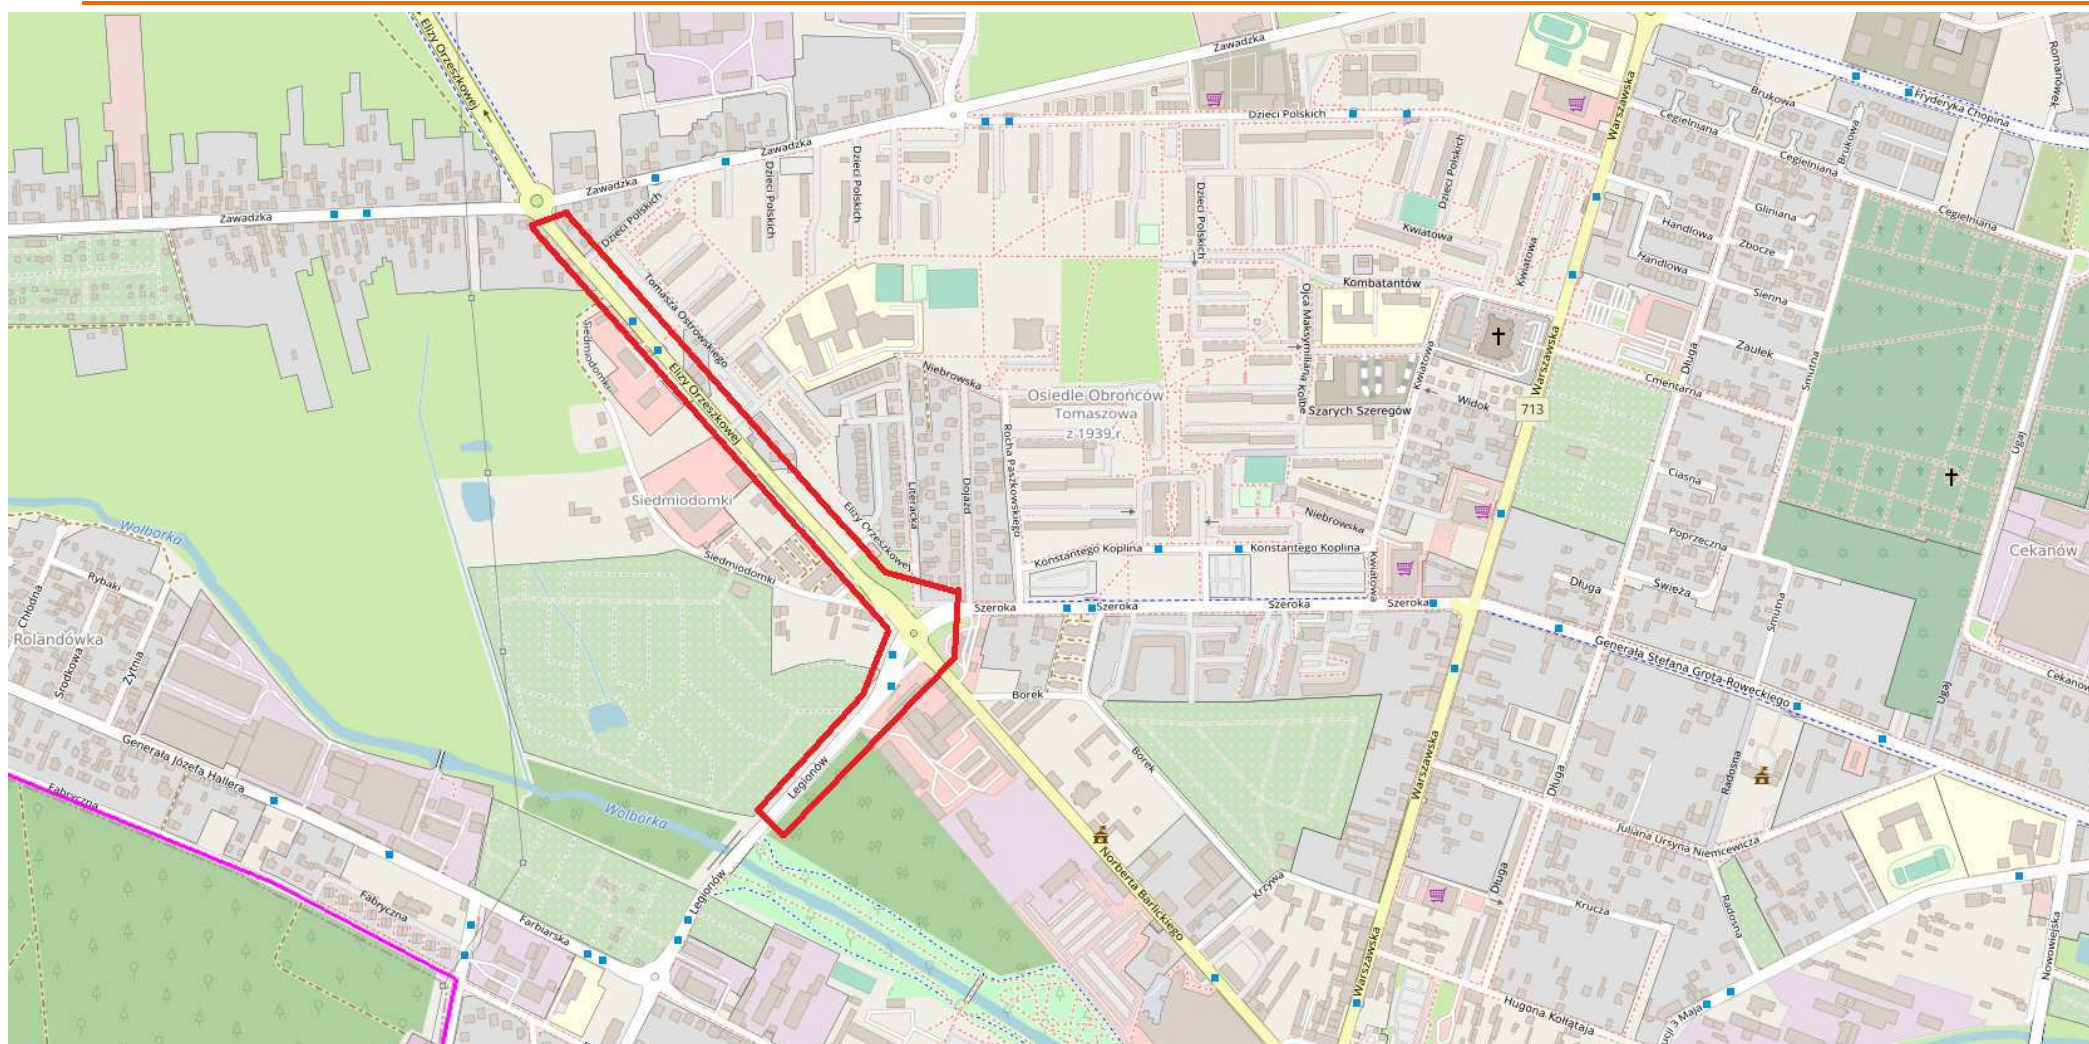 Elizy Orzeszkowej
Zawadzka
Romanówek
Brukowa
Fryderyka Chopina
Warszawska
Dzieci Polskich
Cegielniana
Zawadzka
Dzieci Polskich
Dzieci Polskich
Dzieci Polskich
Brukowa
Cegielniana
Zawadzka
Dzieci Polskich
Zawadzka
Dzieci Polskich
Kwiatowa
Handlowa
Gliniana
Cegielniana
Zbocze
Kwiatowa
Handlowa
Tomasza Ostrowskiego
Kombatantów
Sienna
Ojca Maksymiliana Kolbe
Siedmiodomki
Warszawska
Długa
Zaułek
Niebrowska
Kwiatowa
Smutna
Elizy Orzeszkowej
Cmentarna
Osiedle Obrońców
Tomaszowa
z 1939 r.
Widok
Szarych Szeregów
713
Rocha Paszkowskiego
Ugaj
Ciasna
Siedmiodomki
Literacka
Dojazd
Wolbórka
Elizy Orzeszkowej
Niebrowska
Poprzeczna
Cekanów
Konstantego Koplina
Konstantego Koplina
Kwiatowa
Siedmiodomki
Rybaki
Chłodna
Długa
Świeża
Smutna
Szeroka
Szeroka
Szeroka
Szeroka
Rolandówka
Środkowa
Żytnia
Generała Stefana Grota-Roweckiego
Cekanowska
Ugaj
Borek
Generała Józefa Hallera
Borek
Legionów
Warszawska
Długa
Radosna
Fabryczna
Wolbórka
Juliana Ursyna Niemcewicza
Norberta Barlickiego
Krzywa
Długa
Legionów
Fabryczna
Krucza
Radosna
Farbiarska
Warszawska
Nowowiejska
Hugona Kołłątaja
ucji 3 Maja